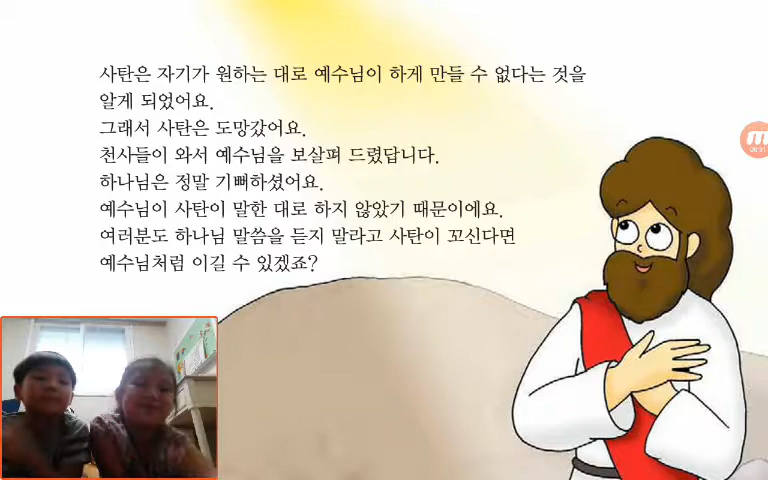 사탄은 자기가 원하는 대로 예수님이 하게 만들 수 없다는 것을
알게 되었어요.
그래서 사탄은 도망갔어요.
천사들이 와서 예수님을 보살펴 드렸답니다.
하나님은 정말 기뻐하셨어요.
예수님이 사탄이 말한 대로 하지 않았기 때문이에요.
여러분도 하나님 말씀을 듣지 말라고 사탄이 꼬신다면
예수님처럼 이길 수 있겠죠?